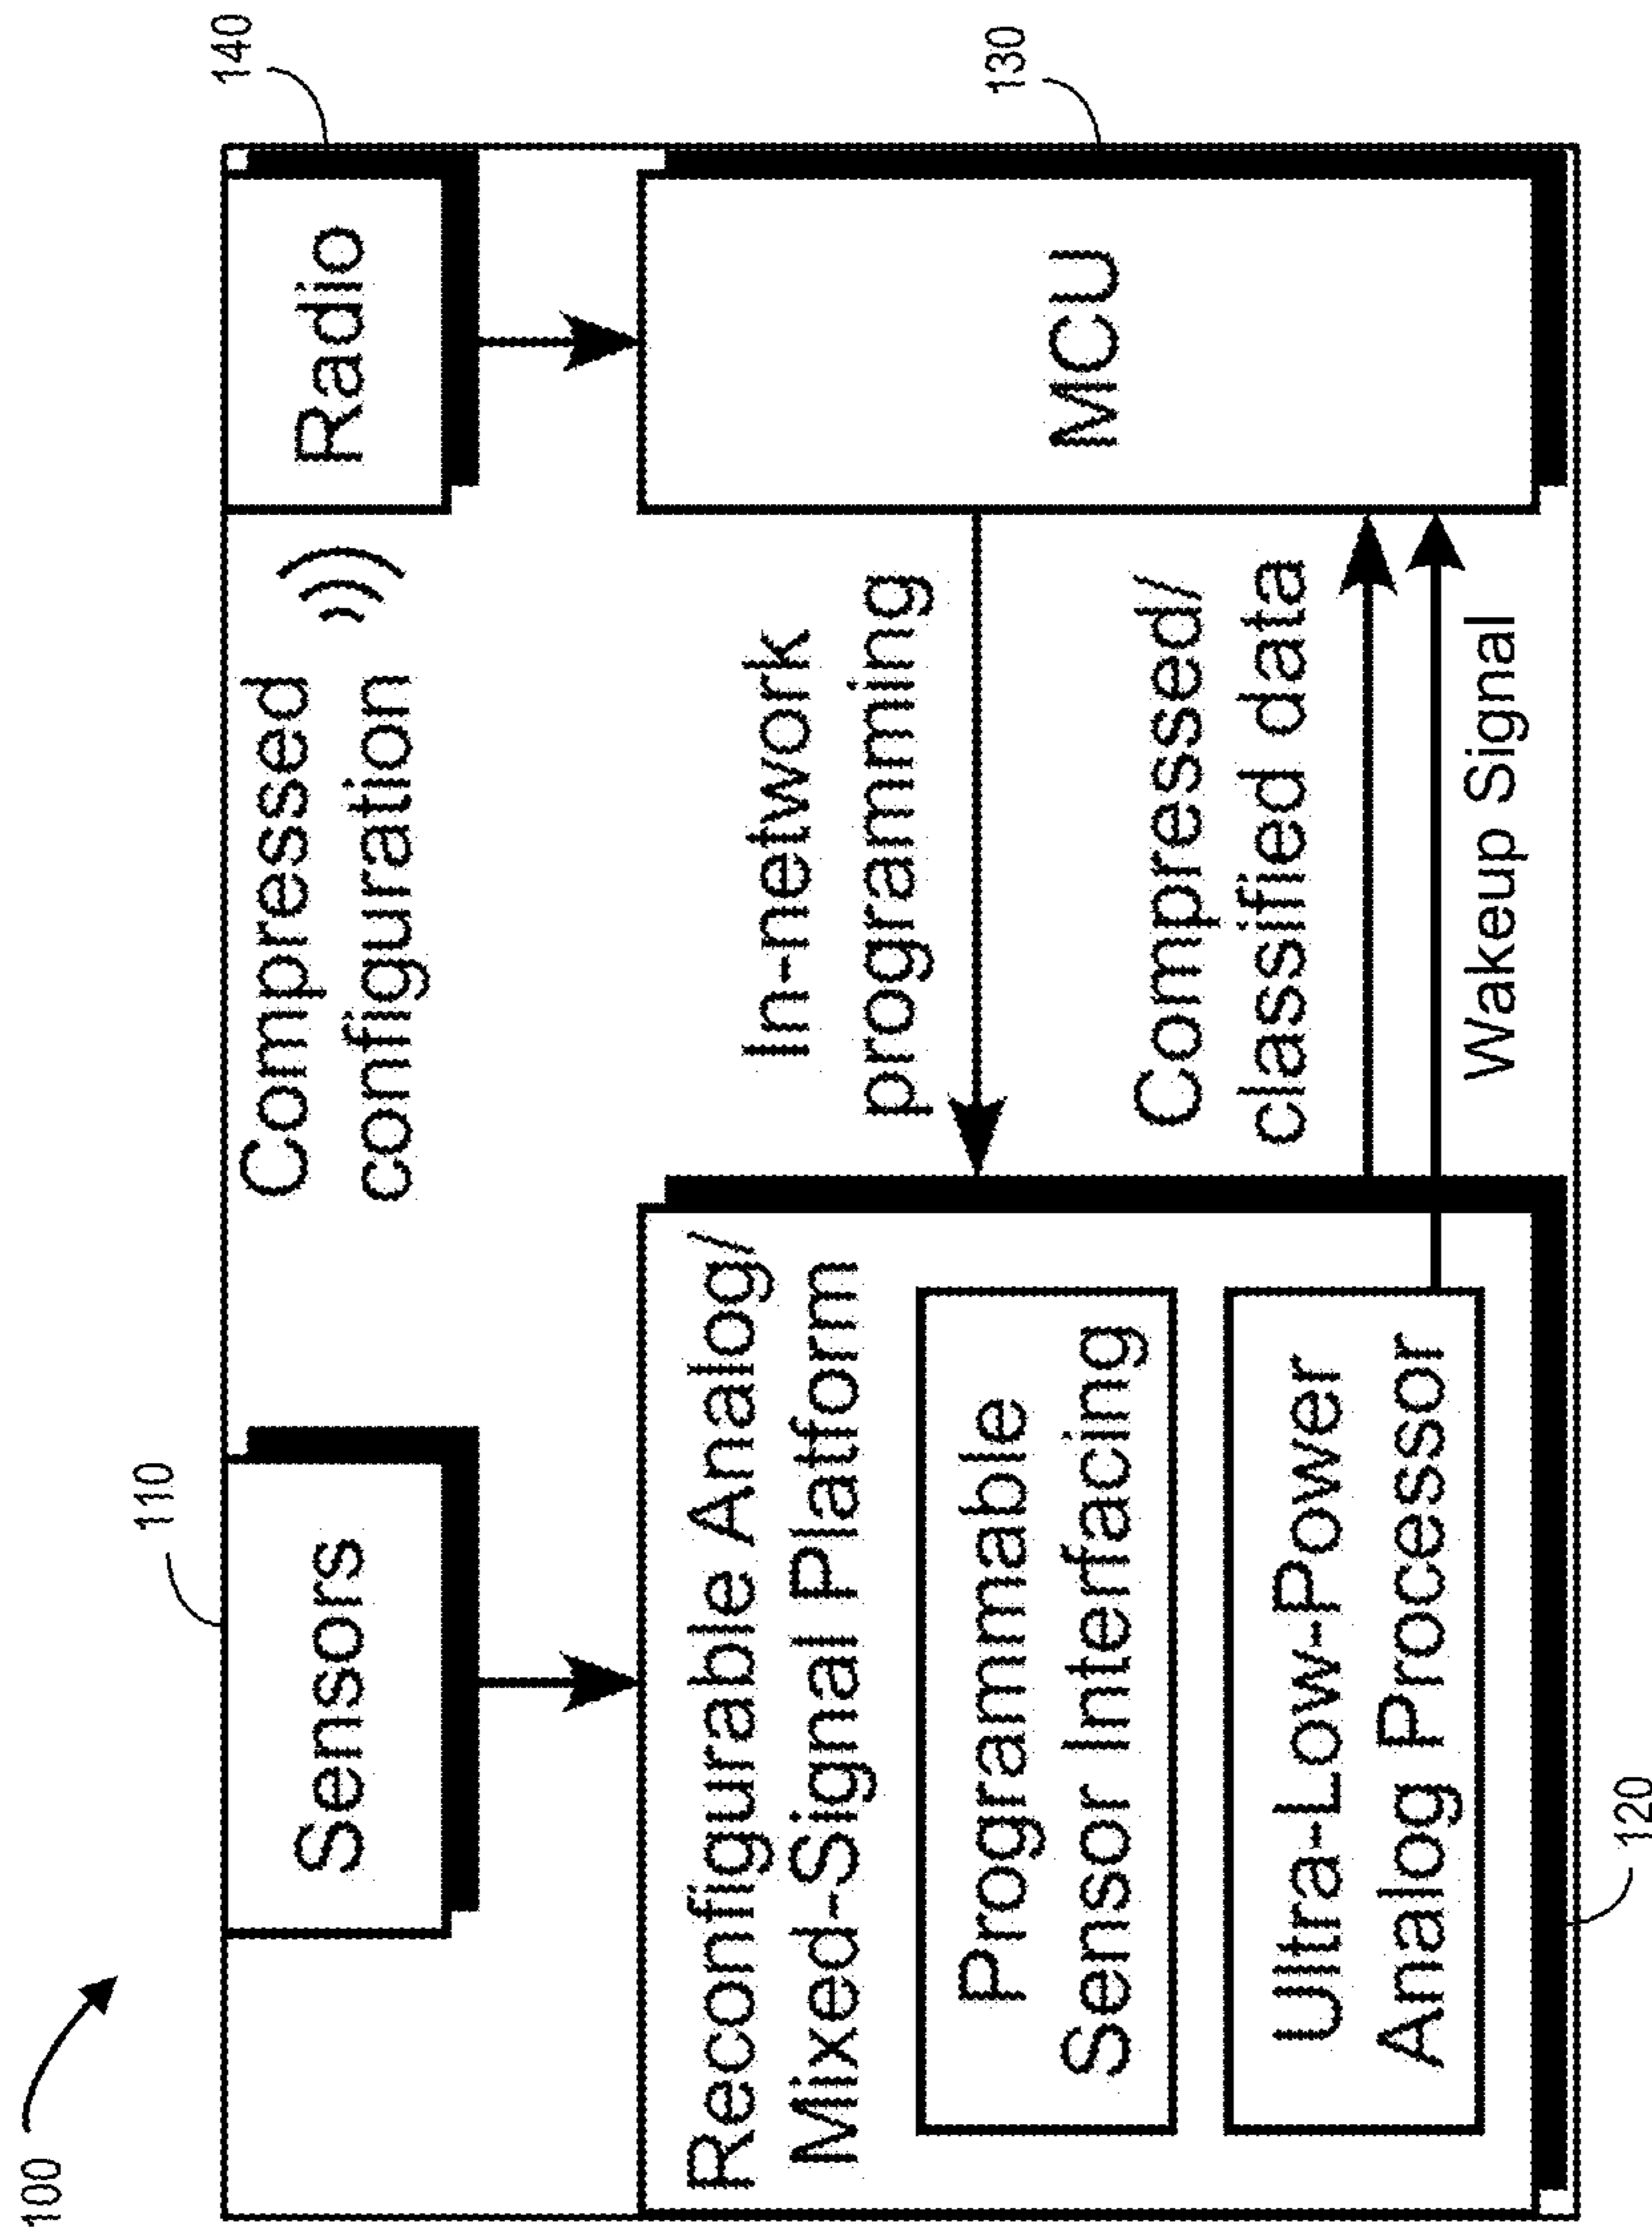 100
110
Sensors
Compressed
configuration
Radio
140
Reconfigurable Analog/
Mixed-Signal Platform
Programmable
Sensor Interfacing
Ultra-Low-Power
Analog Processor
120
In-network
programming
Compressed/
classified data
Wakeup Signal
MCU
130